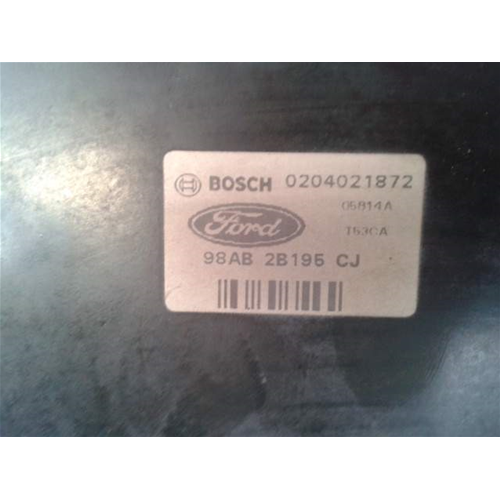 BOSCH 0204021872
05814A
Ford T53CA
98AB 2B195 CJ